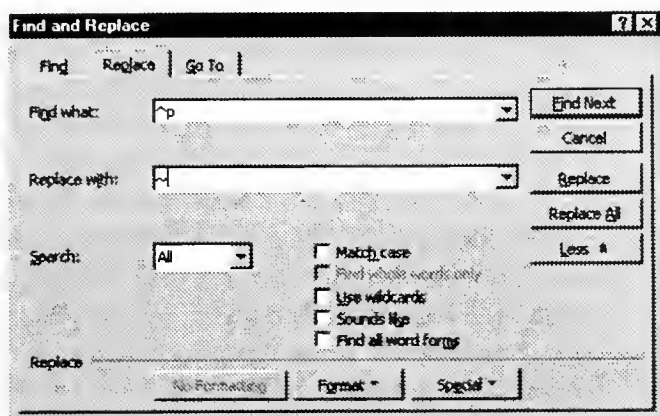 Find and Replace
Find Replace Go To
Find what: ^p Find Next
Cancel
Replace with: ~ Replace
Replace All
Search: All Match case Less
Find whole words only
Use wildcards
Sounds like
Find all word forms
Replace
No Formatting Format Special